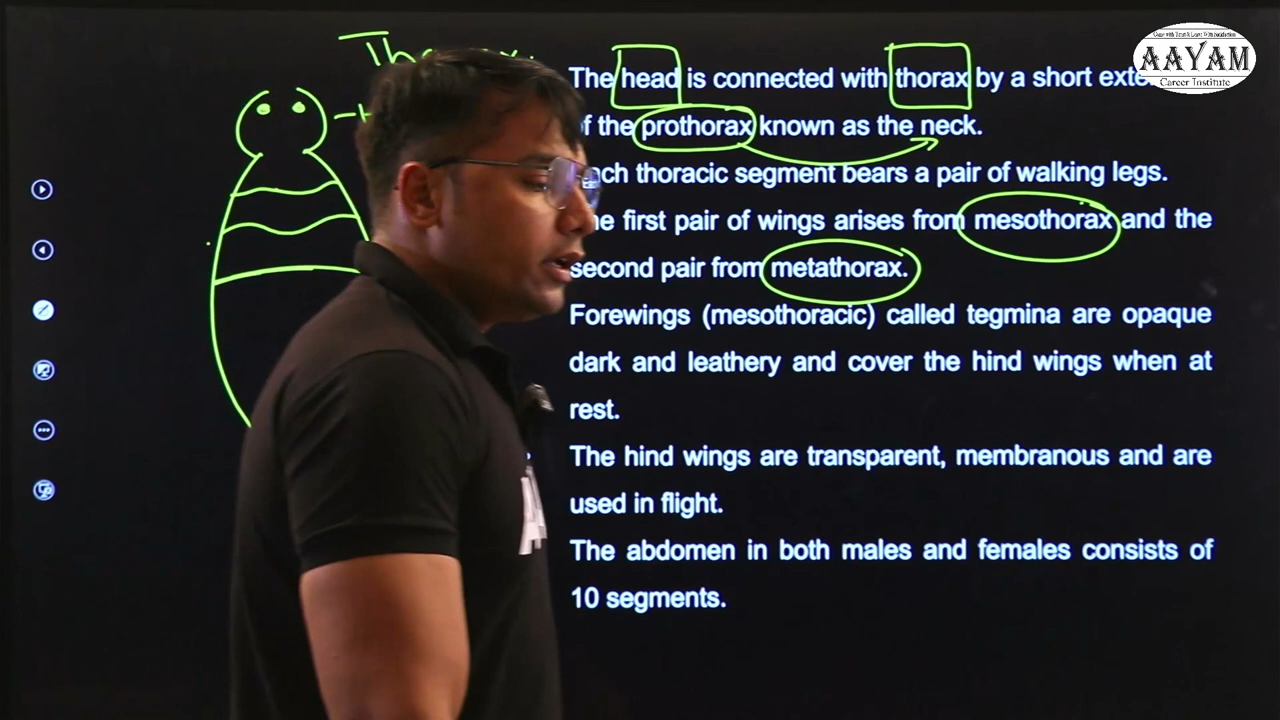 AAYAM
Career Institute
The head is connected with thorax by a short
of the prothorax known as the neck.
thoracic segment bears a pair of walking legs.
first pair of wings arises from mesothorax and the
second pair from metathorax.
Forewings (mesothoracic) called tegmina are opaque
dark and leathery and cover the hind wings when at
rest.
The hind wings are transparent, membranous and are
used in flight.
The abdomen in both males and females consists of
10 segments.